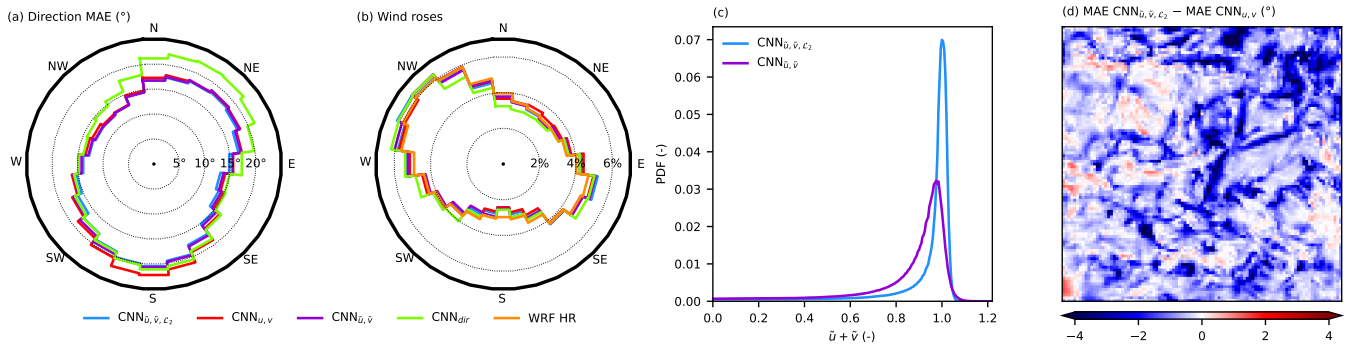 (a) Direction MAE (°)
N
NE
E
SE
S
SW
W
NW
5° 10° 15° 20°
(b) Wind roses
N
NE
E
SE
S
SW
W
NW
2% 4% 6%
CNN_{ũ,ṽ,ℒ₂} CNN_{u,v} CNN_{ũ,ṽ} CNN_{dir} WRF HR
(c)
CNN_{ũ,ṽ,ℒ₂}
CNN_{ũ,ṽ}
PDF (-)
0.07
0.06
0.05
0.04
0.03
0.02
0.01
0.00
0.0 0.2 0.4 0.6 0.8 1.0 1.2
ũ + ṽ (-)
(d) MAE CNN_{ũ,ṽ,ℒ₂} − MAE CNN_{u,v} (°)
−4 −2 0 2 4